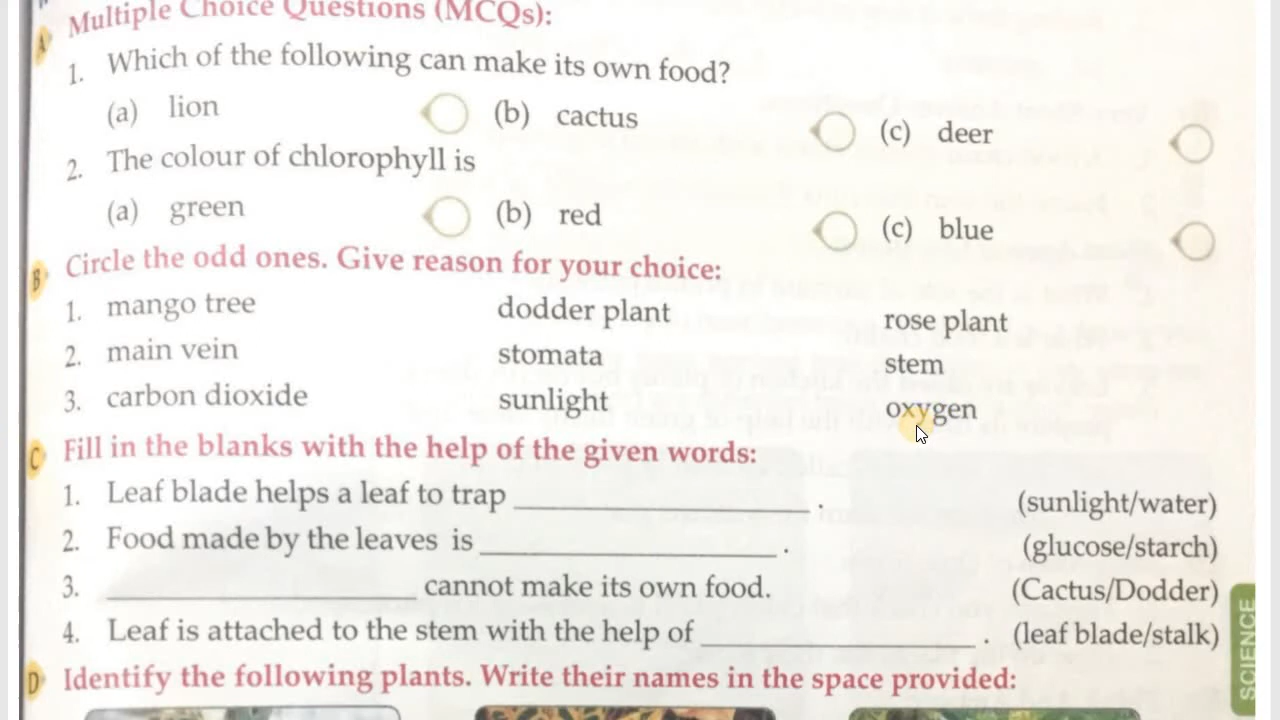 A Multiple Choice Questions (MCQs):
1. Which of the following can make its own food?
(a) lion (b) cactus (c) deer
2. The colour of chlorophyll is
(a) green (b) red (c) blue
B Circle the odd ones. Give reason for your choice:
1. mango tree dodder plant rose plant
2. main vein stomata stem
3. carbon dioxide sunlight oxygen
C Fill in the blanks with the help of the given words:
1. Leaf blade helps a leaf to trap ____________________ . (sunlight/water)
2. Food made by the leaves is ____________________ . (glucose/starch)
3. ____________________ cannot make its own food. (Cactus/Dodder)
4. Leaf is attached to the stem with the help of ____________________ . (leaf blade/stalk)
SCIENCE
D Identify the following plants. Write their names in the space provided: